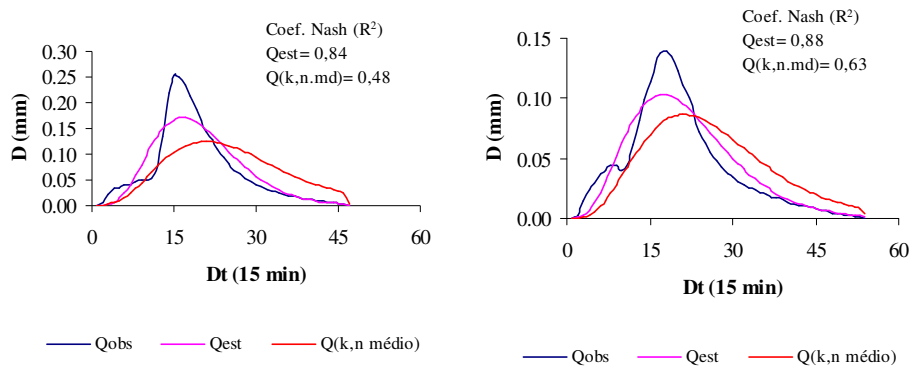 Coef. Nash (R²)
Qest= 0,84
Q(k,n.md)= 0,48
0.30
0.25
0.20
0.15
0.10
0.05
0.00
D (mm)
0 15 30 45 60
Dt (15 min)
Qobs Qest Q(k,n médio)
Coef. Nash (R²)
Qest= 0,88
Q(k,n.md)= 0,63
0.15
0.10
0.05
0.00
D (mm)
0 15 30 45 60
Dt (15 min)
Qobs Qest Q(k,n médio)